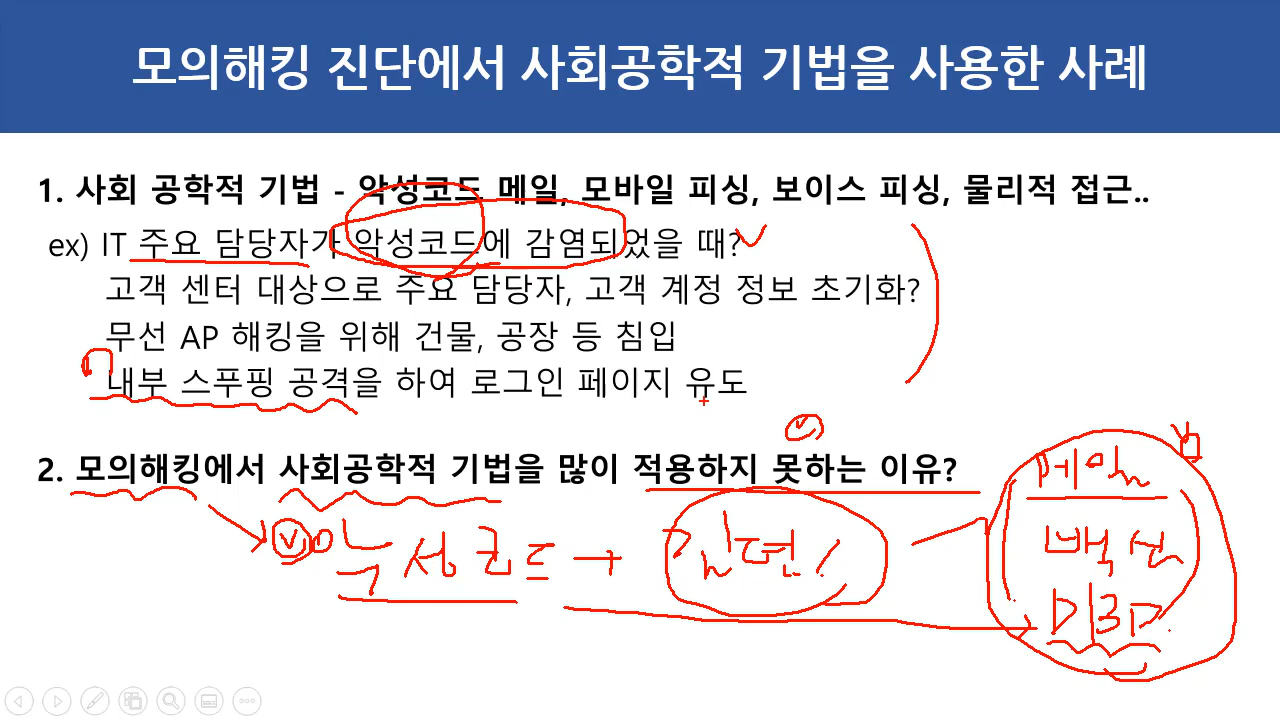 모의해킹 진단에서 사회공학적 기법을 사용한 사례
1. 사회 공학적 기법 - 악성코드 메일, 모바일 피싱, 보이스 피싱, 물리적 접근..
ex) IT 주요 담당자가 악성코드에 감염되었을 때?
고객 센터 대상으로 주요 담당자, 고객 계정 정보 초기화?
무선 AP 해킹을 위해 건물, 공장 등 침입
내부 스푸핑 공격을 하여 로그인 페이지 유도
2. 모의해킹에서 사회공학적 기법을 많이 적용하지 못하는 이유?
악성코드 → 감염!
메일
백신